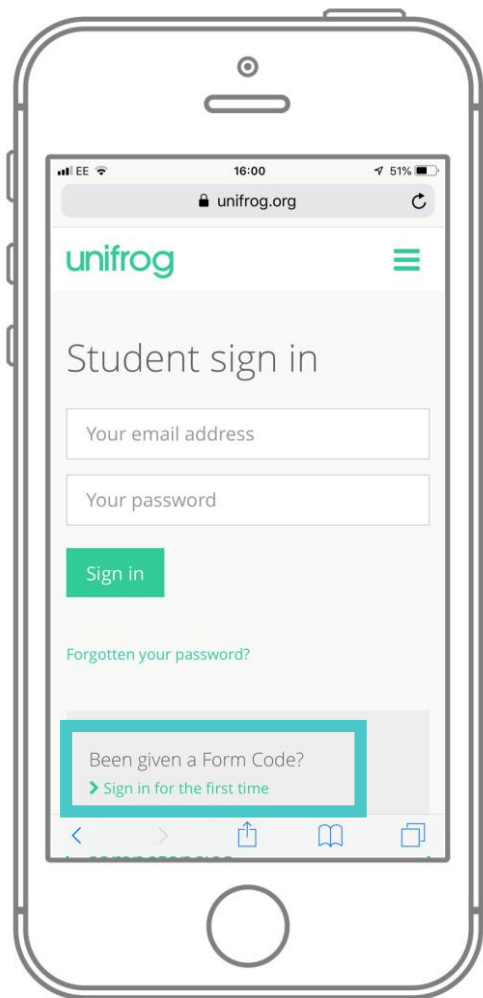 EE 16:00 51%
unifrog.org
unifrog
Student sign in
Your email address
Your password
Sign in
Forgotten your password?
Been given a Form Code?
Sign in for the first time